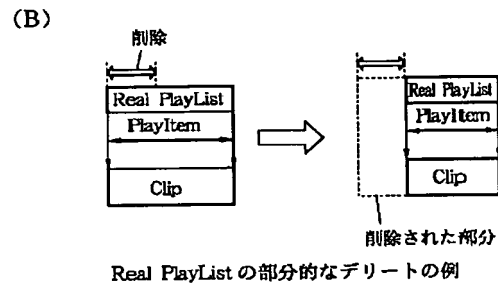 (B)
削除
Real PlayList
PlayItem
Clip
Real PlayList
PlayItem
Clip
削除された部分
Real PlayList の部分的なデリートの例